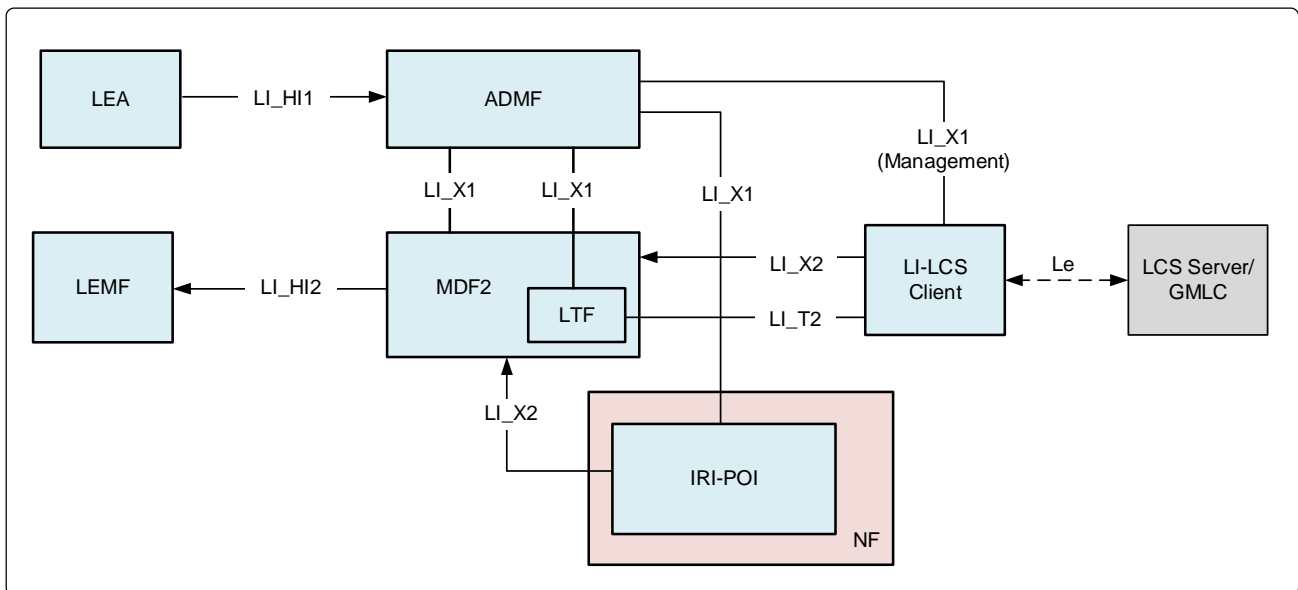 LEA
LI_HI1
ADMF
LI_X1
(Management)
LI_X1
LI_X1
LI_X1
LEMF
LI_HI2
MDF2
LTF
LI_X2
LI_T2
LI-LCS
Client
Le
LCS Server/
GMLC
LI_X2
IRI-POI
NF